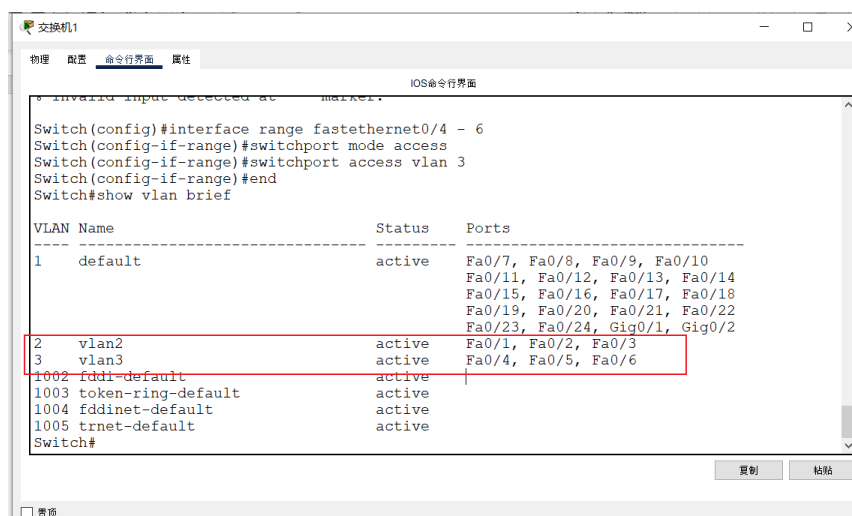 交换机1
物理 配置 命令行界面 属性
IOS命令行界面
% Invalid input detected at marker.
Switch(config)#interface range fastethernet0/4 - 6
Switch(config-if-range)#switchport mode access
Switch(config-if-range)#switchport access vlan 3
Switch(config-if-range)#end
Switch#show vlan brief
VLAN Name Status Ports
---- -------------------------------- --------- -------------------------------
1 default active Fa0/7, Fa0/8, Fa0/9, Fa0/10
Fa0/11, Fa0/12, Fa0/13, Fa0/14
Fa0/15, Fa0/16, Fa0/17, Fa0/18
Fa0/19, Fa0/20, Fa0/21, Fa0/22
Fa0/23, Fa0/24, Gig0/1, Gig0/2
2 vlan2 active Fa0/1, Fa0/2, Fa0/3
3 vlan3 active Fa0/4, Fa0/5, Fa0/6
1002 fddi-default active
1003 token-ring-default active
1004 fddinet-default active
1005 trnet-default active
Switch#
复制 粘贴
置顶